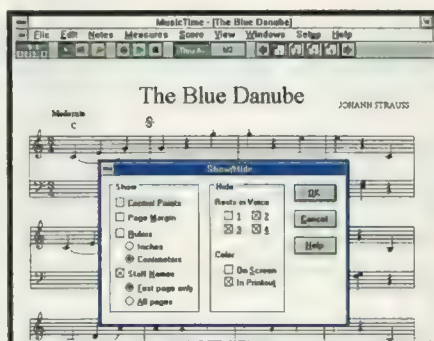 MusicTime - [The Blue Danube]
File Edit Notes Measures Score View Windows Setup Help
Thru
The Blue Danube
JOHANN STRAUSS
Moderato
C
Show/Hide
Show
Control Points
Page Margin
Rulers
Inches
Centimeters
Staff Names
First page only
All pages
Hide
Rests in Voice
1 2
3 4
Color
On Screen
In Printout
OK
Cancel
Help